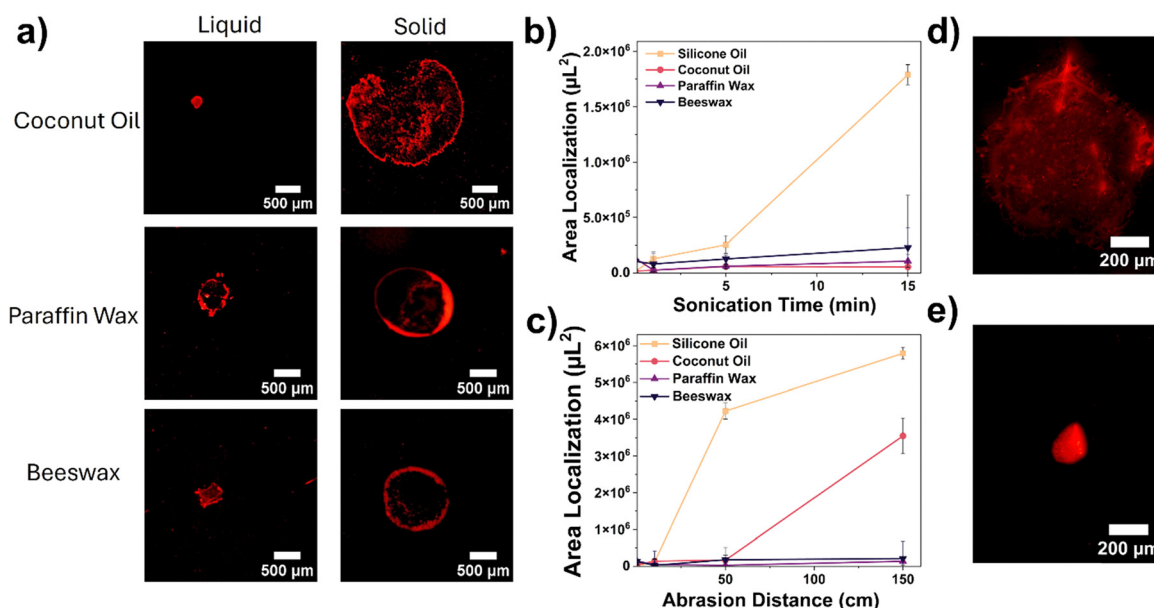 a)
Liquid
Solid
Coconut Oil
500 μm
500 μm
Paraffin Wax
500 μm
500 μm
Beeswax
500 μm
500 μm
b)
Area Localization (μL²)
2.0×10⁶
1.5×10⁶
1.0×10⁶
5.0×10⁵
0.0
Silicone Oil
Coconut Oil
Paraffin Wax
Beeswax
5
10
15
Sonication Time (min)
c)
Area Localization (μL²)
6×10⁶
5×10⁶
4×10⁶
3×10⁶
2×10⁶
1×10⁶
0
Silicone Oil
Coconut Oil
Paraffin Wax
Beeswax
50
100
150
Abrasion Distance (cm)
d)
200 μm
e)
200 μm